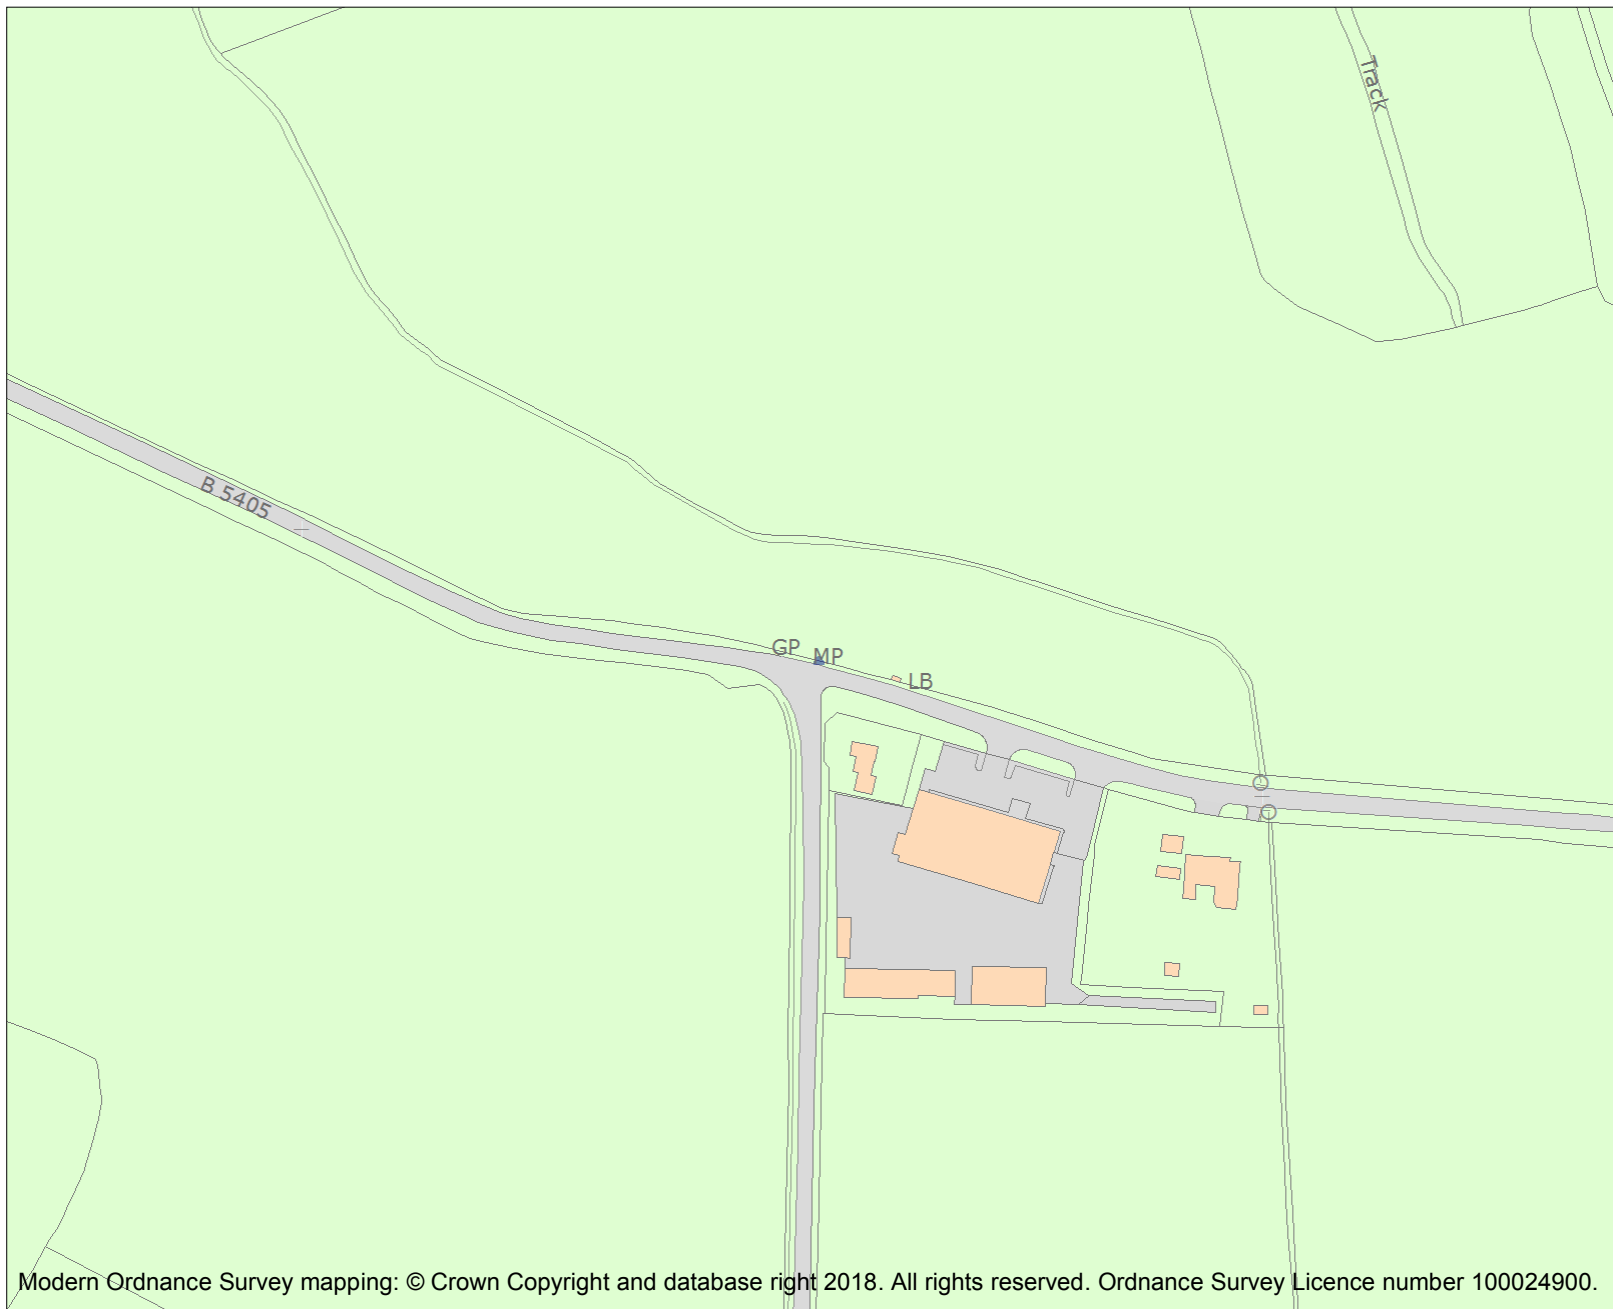 Track
B 5405
GP
MP
LB
Modern Ordnance Survey mapping: © Crown Copyright and database right 2018. All rights reserved. Ordnance Survey Licence number 100024900.